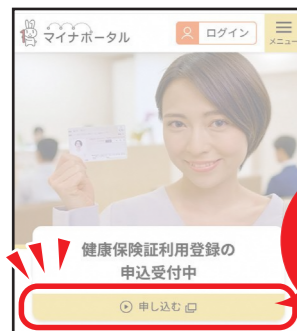 マイナポータル
ログイン
メニュー
健康保険証利用登録の
申込受付中
申し込む